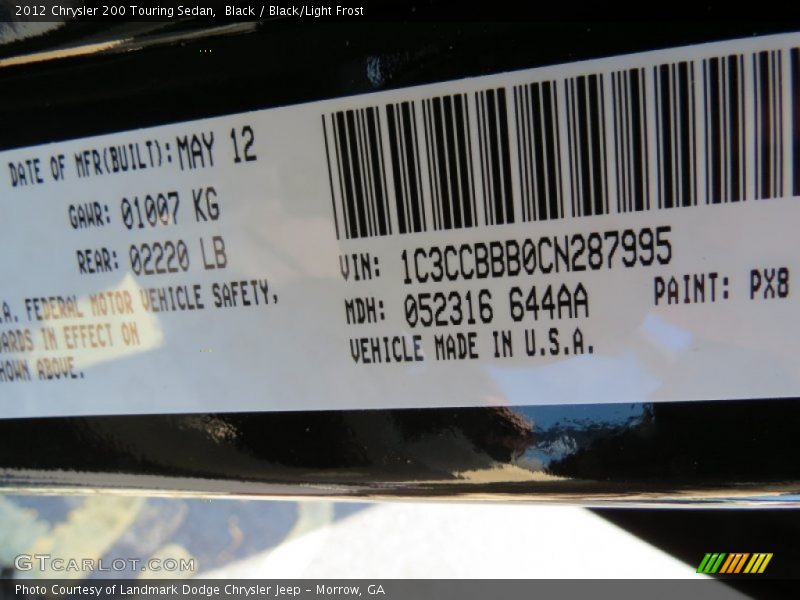 2012 Chrysler 200 Touring Sedan,  Black / Black/Light Frost
DATE OF MFR(BUILT): MAY 12
GAWR: 01007 KG
REAR: 02220 LB
.A. FEDERAL MOTOR VEHICLE SAFETY,
ARDS IN EFFECT ON
HOWN ABOVE.
VIN: 1C3CCBBB0CN287995
MDH: 052316 644AA
PAINT: PX8
VEHICLE MADE IN U.S.A.
GTCARLOT.COM
Photo Courtesy of Landmark Dodge Chrysler Jeep – Morrow, GA